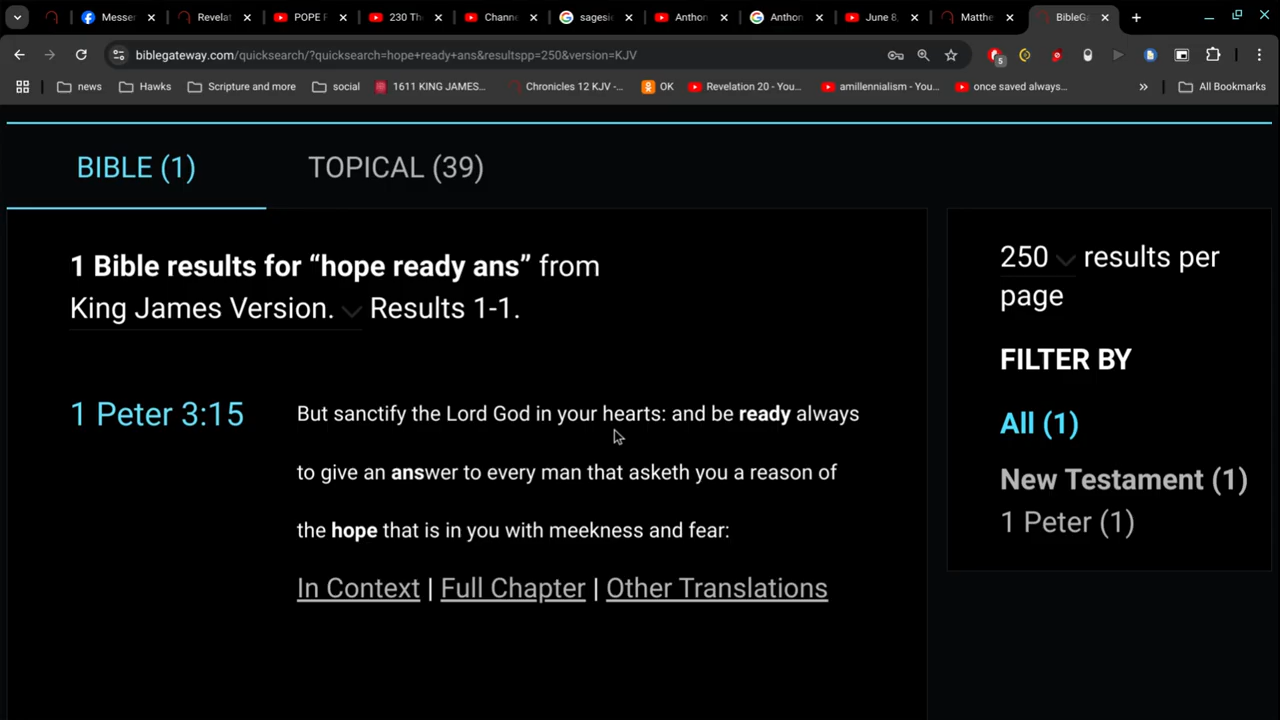 Messer
Revelat
POPE F
230 Th
Chann
sagesi
Anthon
Anthon
June 8,
Matthe
BibleGa
biblegateway.com/quicksearch/?quicksearch=hope+ready+ans&resultspp=250&version=KJV
5
news
Hawks
Scripture and more
social
1611 KING JAMES...
Chronicles 12 KJV -...
OK
Revelation 20 - You...
amillennialism - You...
once saved always...
»
All Bookmarks
BIBLE (1)
TOPICAL (39)
1 Bible results for “hope ready ans” from
King James Version. Results 1-1.
1 Peter 3:15
But sanctify the Lord God in your hearts: and be ready always
to give an answer to every man that asketh you a reason of
the hope that is in you with meekness and fear:
In Context | Full Chapter | Other Translations
250 results per
page
FILTER BY
All (1)
New Testament (1)
1 Peter (1)